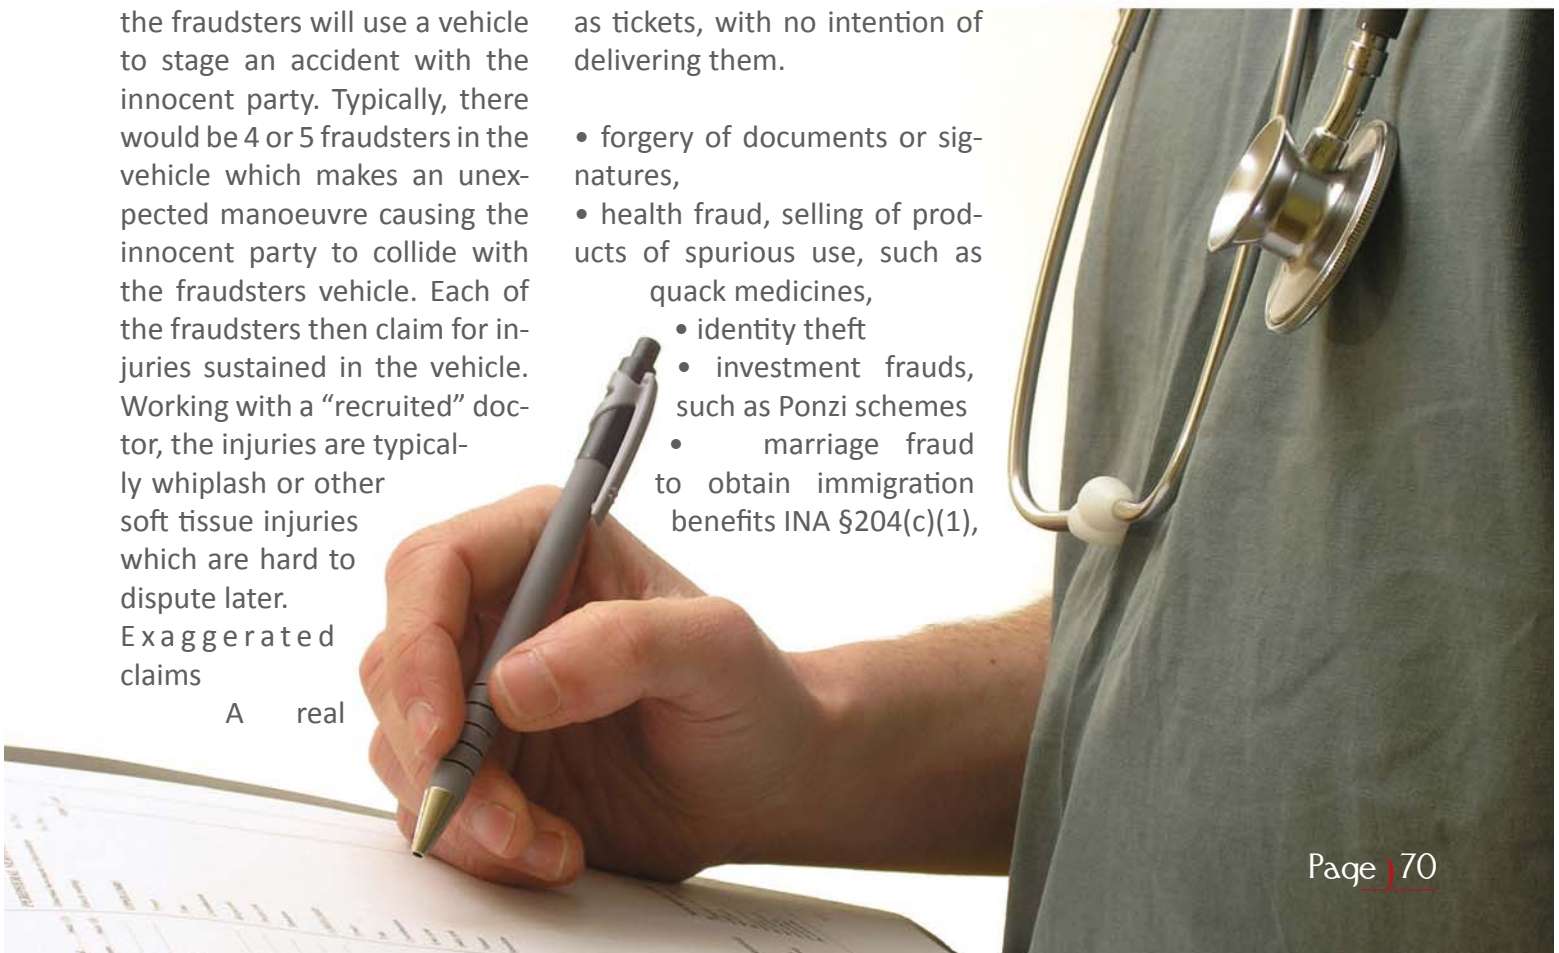 the fraudsters will use a vehicle
to stage an accident with the
innocent party. Typically, there
would be 4 or 5 fraudsters in the
vehicle which makes an unex-
pected manoeuvre causing the
innocent party to collide with
the fraudsters vehicle. Each of
the fraudsters then claim for in-
juries sustained in the vehicle.
Working with a “recruited” doc-
tor, the injuries are typical-
ly whiplash or other
soft tissue injuries
which are hard to
dispute later.
Exaggerated
claims
A real
as tickets, with no intention of
delivering them.
• forgery of documents or sig-
natures,
• health fraud, selling of prod-
ucts of spurious use, such as
quack medicines,
• identity theft
• investment frauds,
such as Ponzi schemes
• marriage fraud
to obtain immigration
benefits INA §204(c)(1),
Page 70